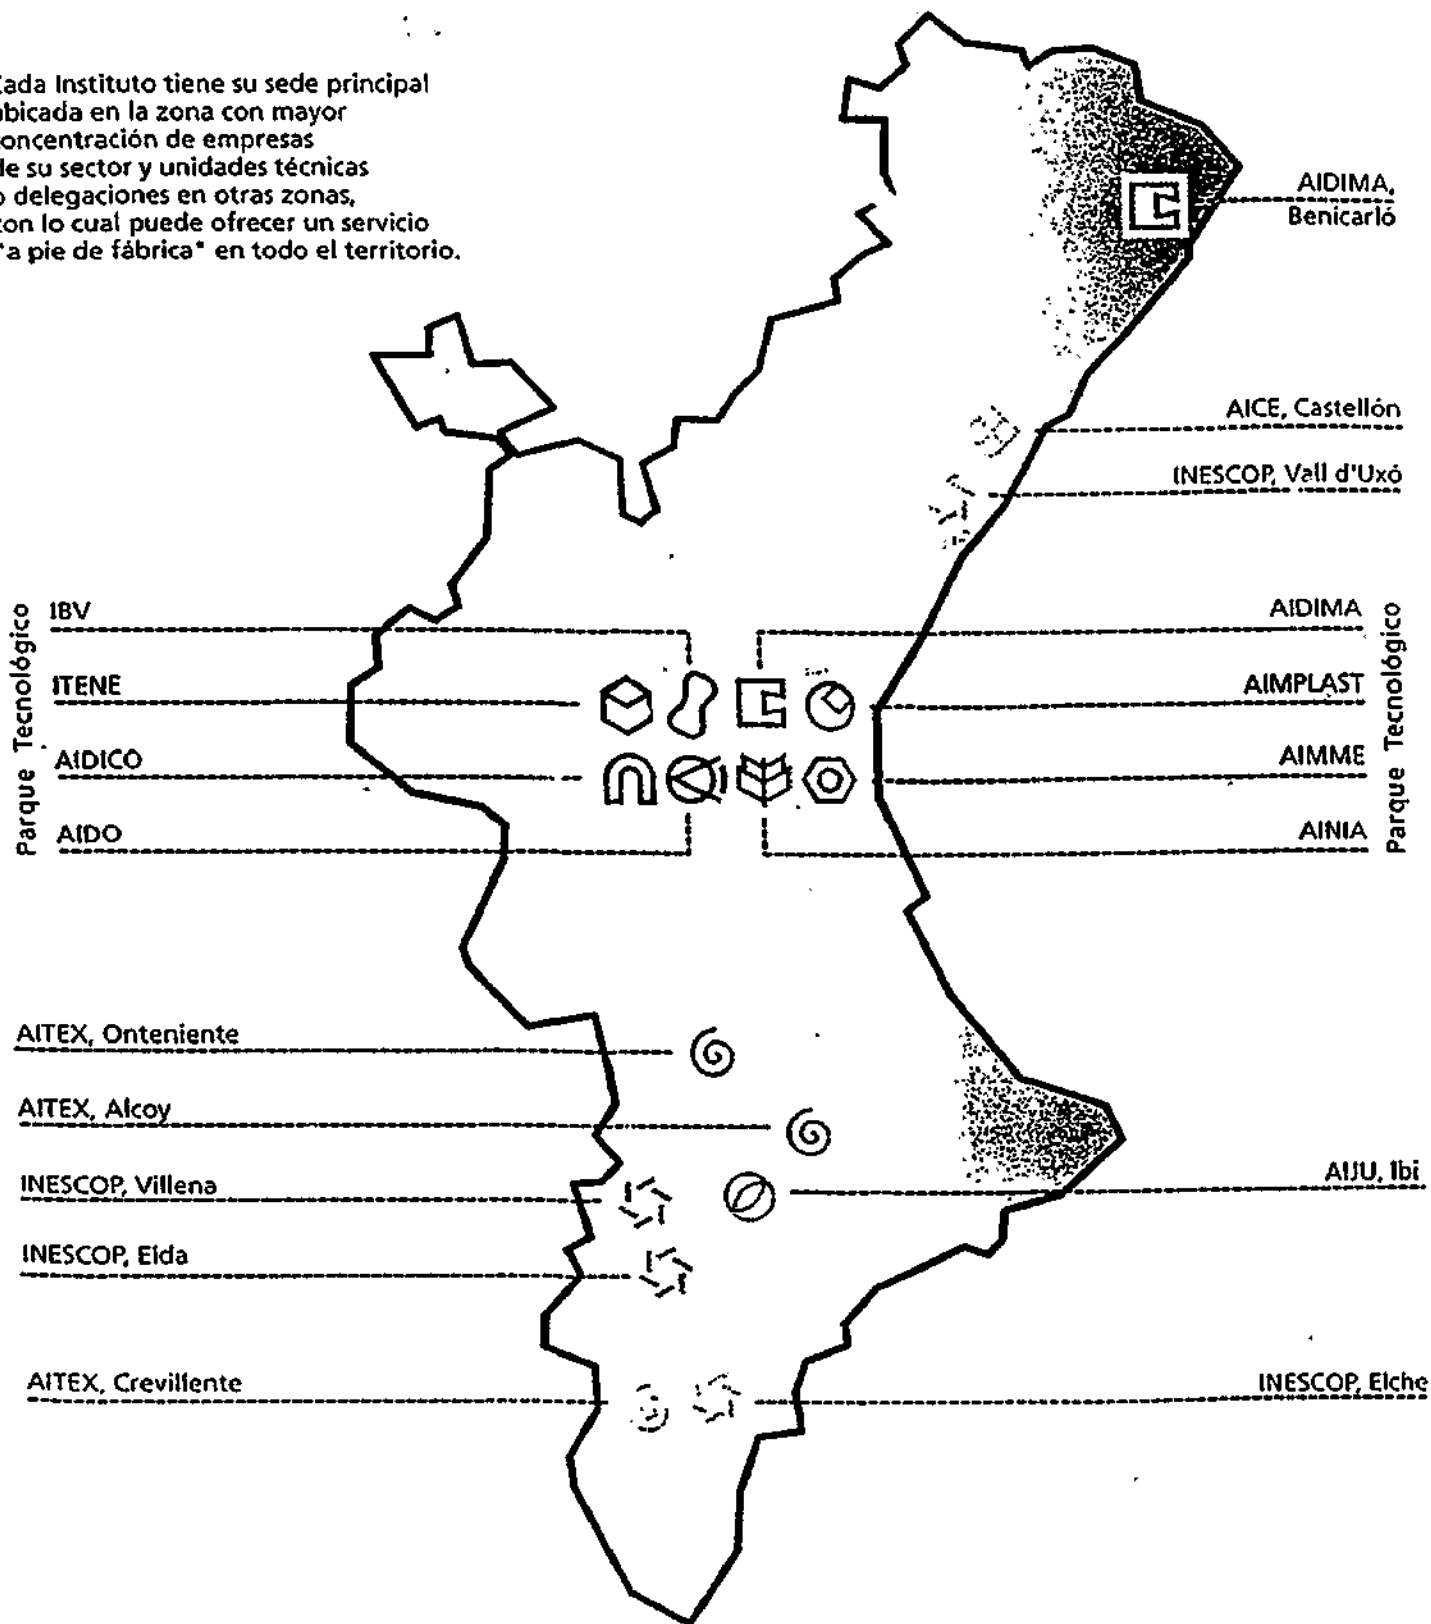 Cada Instituto tiene su sede principal
ubicada en la zona con mayor
concentración de empresas
de su sector y unidades técnicas
o delegaciones en otras zonas,
con lo cual puede ofrecer un servicio
"a pie de fábrica" en todo el territorio.
AIDIMA,
Benicarló
AICE, Castellón
INESCOP, Vall d'Uxó
Parque Tecnológico
IBV
ITENE
AIDICO
AIDO
AIDIMA
AIMPLAST
AIMME
AINIA
Parque Tecnológico
AITEX, Onteniente
AITEX, Alcoy
INESCOP, Villena
AIJU, Ibi
INESCOP, Elda
AITEX, Crevillente
INESCOP, Elche